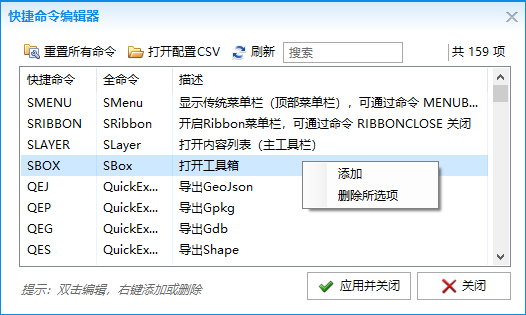 快捷命令编辑器
重置所有命令 打开配置CSV 刷新 搜索 共 159 项
快捷命令 全命令 描述
SMENU SMenu 显示传统菜单栏（顶部菜单栏），可通过命令 MENUB...
SRIBBON SRibbon 开启Ribbon菜单栏，可通过命令 RIBBONCLOSE 关闭
SLAYER SLayer 打开内容列表（主工具栏）
SBOX SBox 打开工具箱
添加
QEJ QuickEx... 导出GeoJson
删除所选项
QEP QuickEx... 导出Gpkg
QEG QuickEx... 导出Gdb
QES QuickEx... 导出Shape
提示：双击编辑，右键添加或删除 应用并关闭 关闭